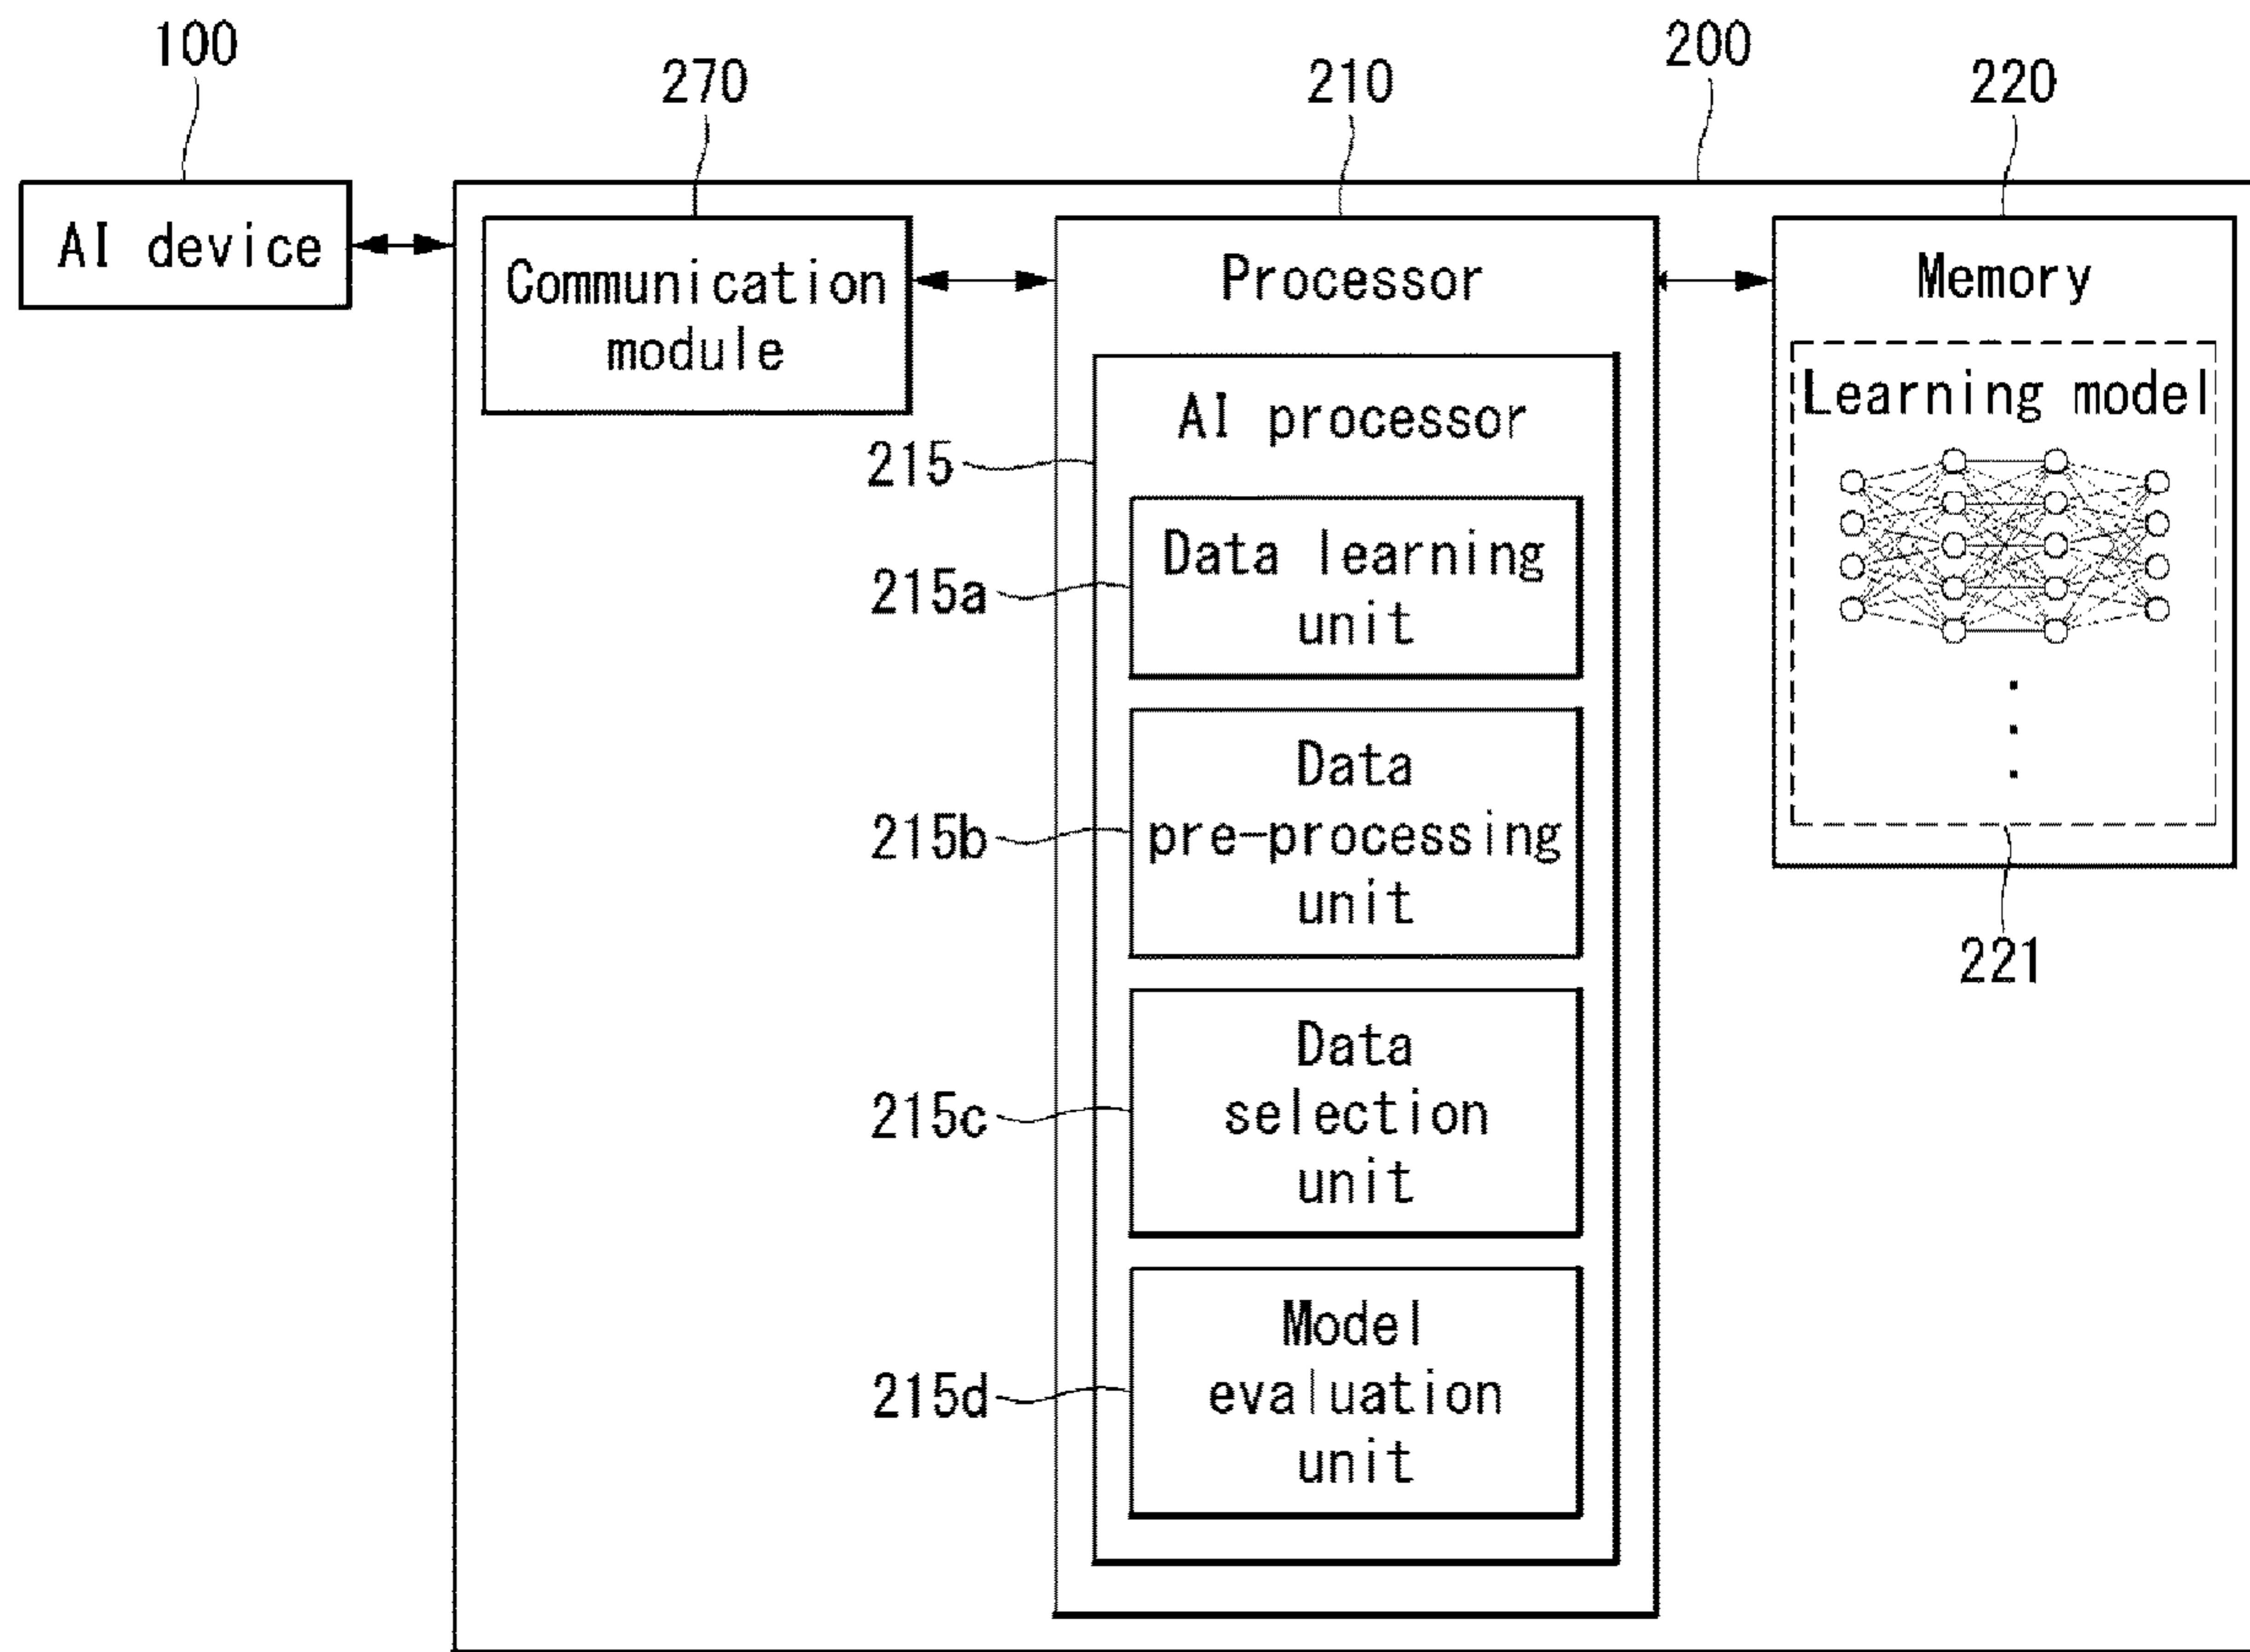 100
270
210
200
220
AI device
Communication
module
Processor
Memory
Learning model
AI processor
215
Data learning
unit
215a
Data
pre-processing
unit
215b
221
Data
selection
unit
215c
Model
evaluation
unit
215d